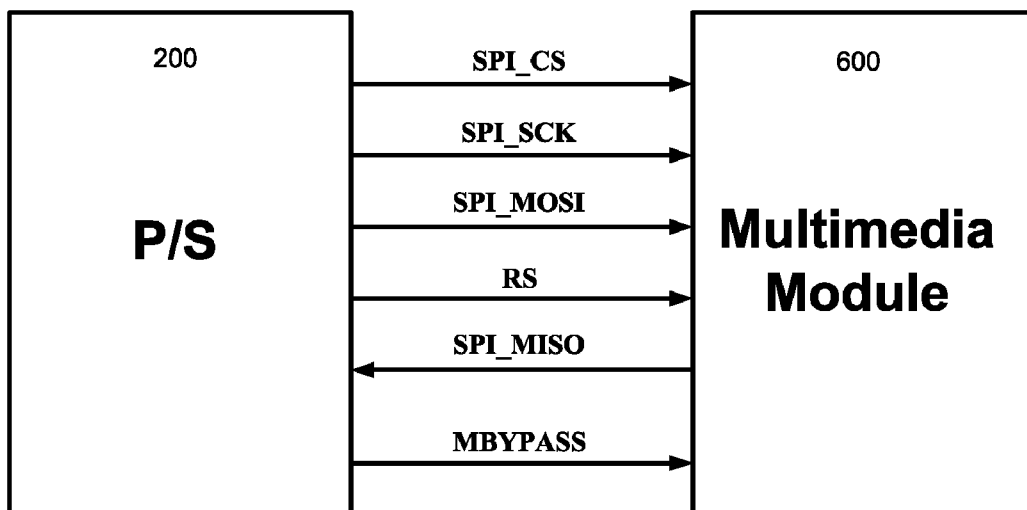 200
P/S
SPI_CS
SPI_SCK
SPI_MOSI
RS
SPI_MISO
MBYPASS
600
Multimedia
Module